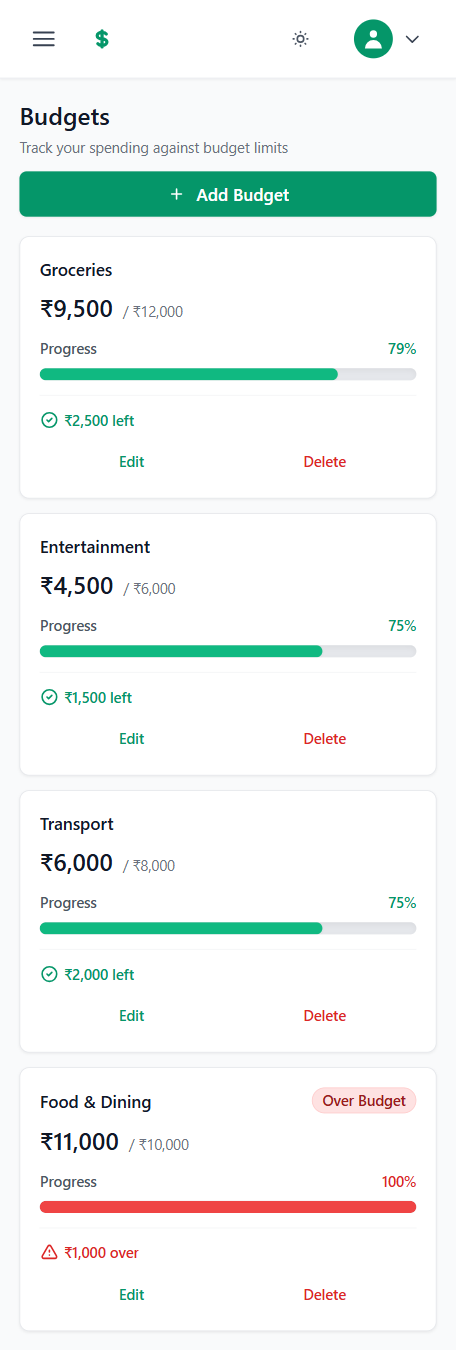 $
Budgets
Track your spending against budget limits
+ Add Budget
Groceries
₹9,500 / ₹12,000
Progress 79%
₹2,500 left
Edit Delete
Entertainment
₹4,500 / ₹6,000
Progress 75%
₹1,500 left
Edit Delete
Transport
₹6,000 / ₹8,000
Progress 75%
₹2,000 left
Edit Delete
Food & Dining Over Budget
₹11,000 / ₹10,000
Progress 100%
₹1,000 over
Edit Delete